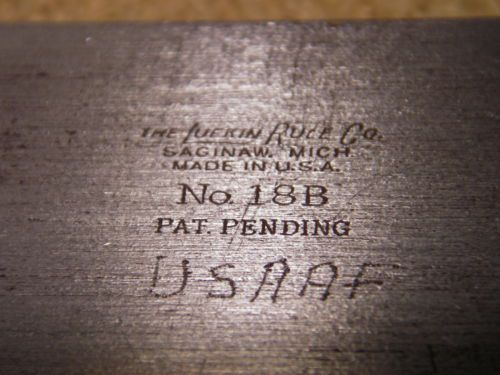 THE LUFKIN RULE CO.
SAGINAW, MICH
MADE IN U.S.A.
No. 18B
PAT. PENDING
USAAF